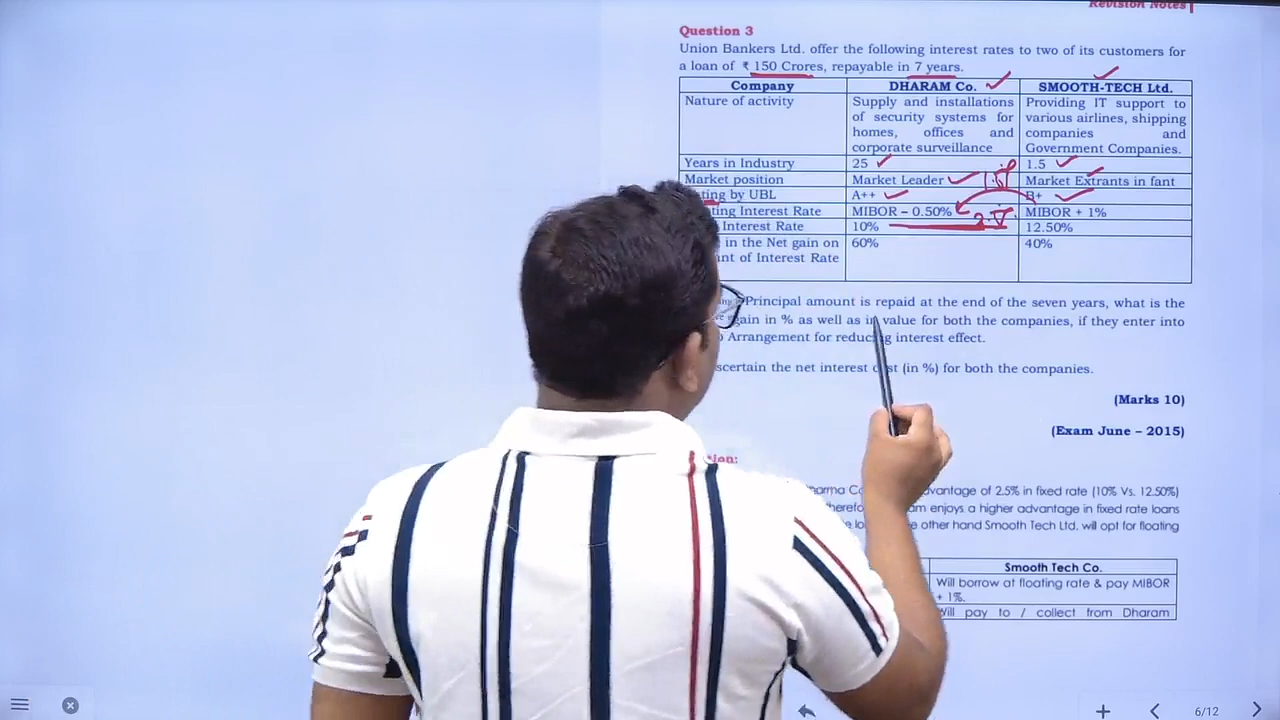 Revision Notes
Question 3
Union Bankers Ltd. offer the following interest rates to two of its customers for
a loan of ₹ 150 Crores, repayable in 7 years.
Company DHARAM Co. SMOOTH-TECH Ltd.
Nature of activity
Supply and installations
of security systems for
homes, offices and
corporate surveillance
Providing IT support to
various airlines, shipping
companies and
Government Companies.
Years in Industry 25 1.5
Market position Market Leader Market Extrants in fant
by UBL A++ B+
Interest Rate MIBOR – 0.50% MIBOR + 1%
Interest Rate 10% 12.50%
in the Net gain on 60% 40%
of Interest Rate
Principal amount is repaid at the end of the seven years, what is the
gain in % as well as in value for both the companies, if they enter into
Arrangement for reducing interest effect.
the net interest cost (in %) for both the companies.
(Marks 10)
(Exam June – 2015)
of 2.5% in fixed rate (10% Vs. 12.50%)
enjoys a higher advantage in fixed rate loans
other hand Smooth Tech Ltd. will opt for floating
Smooth Tech Co.
Will borrow at floating rate & pay MIBOR
+ 1%.
Will pay to / collect from Dharam
6/12